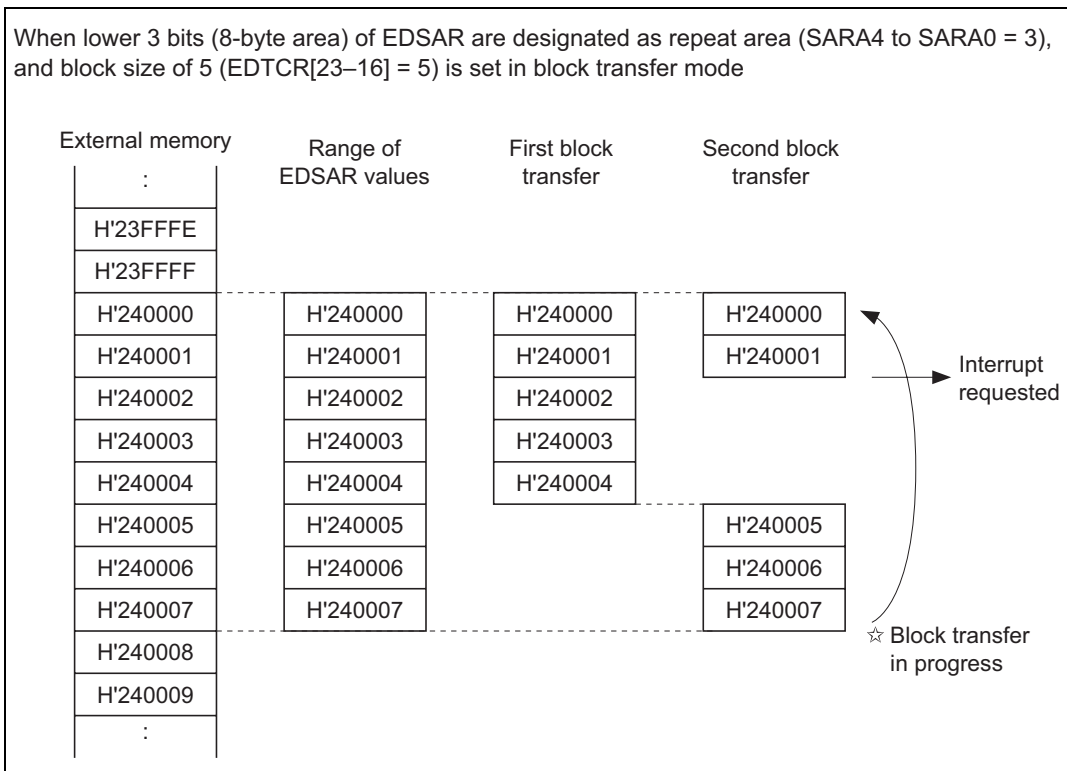 When lower 3 bits (8-byte area) of EDSAR are designated as repeat area (SARA4 to SARA0 = 3),
and block size of 5 (EDTCR[23–16] = 5) is set in block transfer mode
External memory
:
H'23FFFE
H'23FFFF
H'240000
H'240001
H'240002
H'240003
H'240004
H'240005
H'240006
H'240007
H'240008
H'240009
:
Range of
EDSAR values
H'240000
H'240001
H'240002
H'240003
H'240004
H'240005
H'240006
H'240007
First block
transfer
H'240000
H'240001
H'240002
H'240003
H'240004
Second block
transfer
H'240000
H'240001
H'240005
H'240006
H'240007
Interrupt
requested
☆ Block transfer
in progress